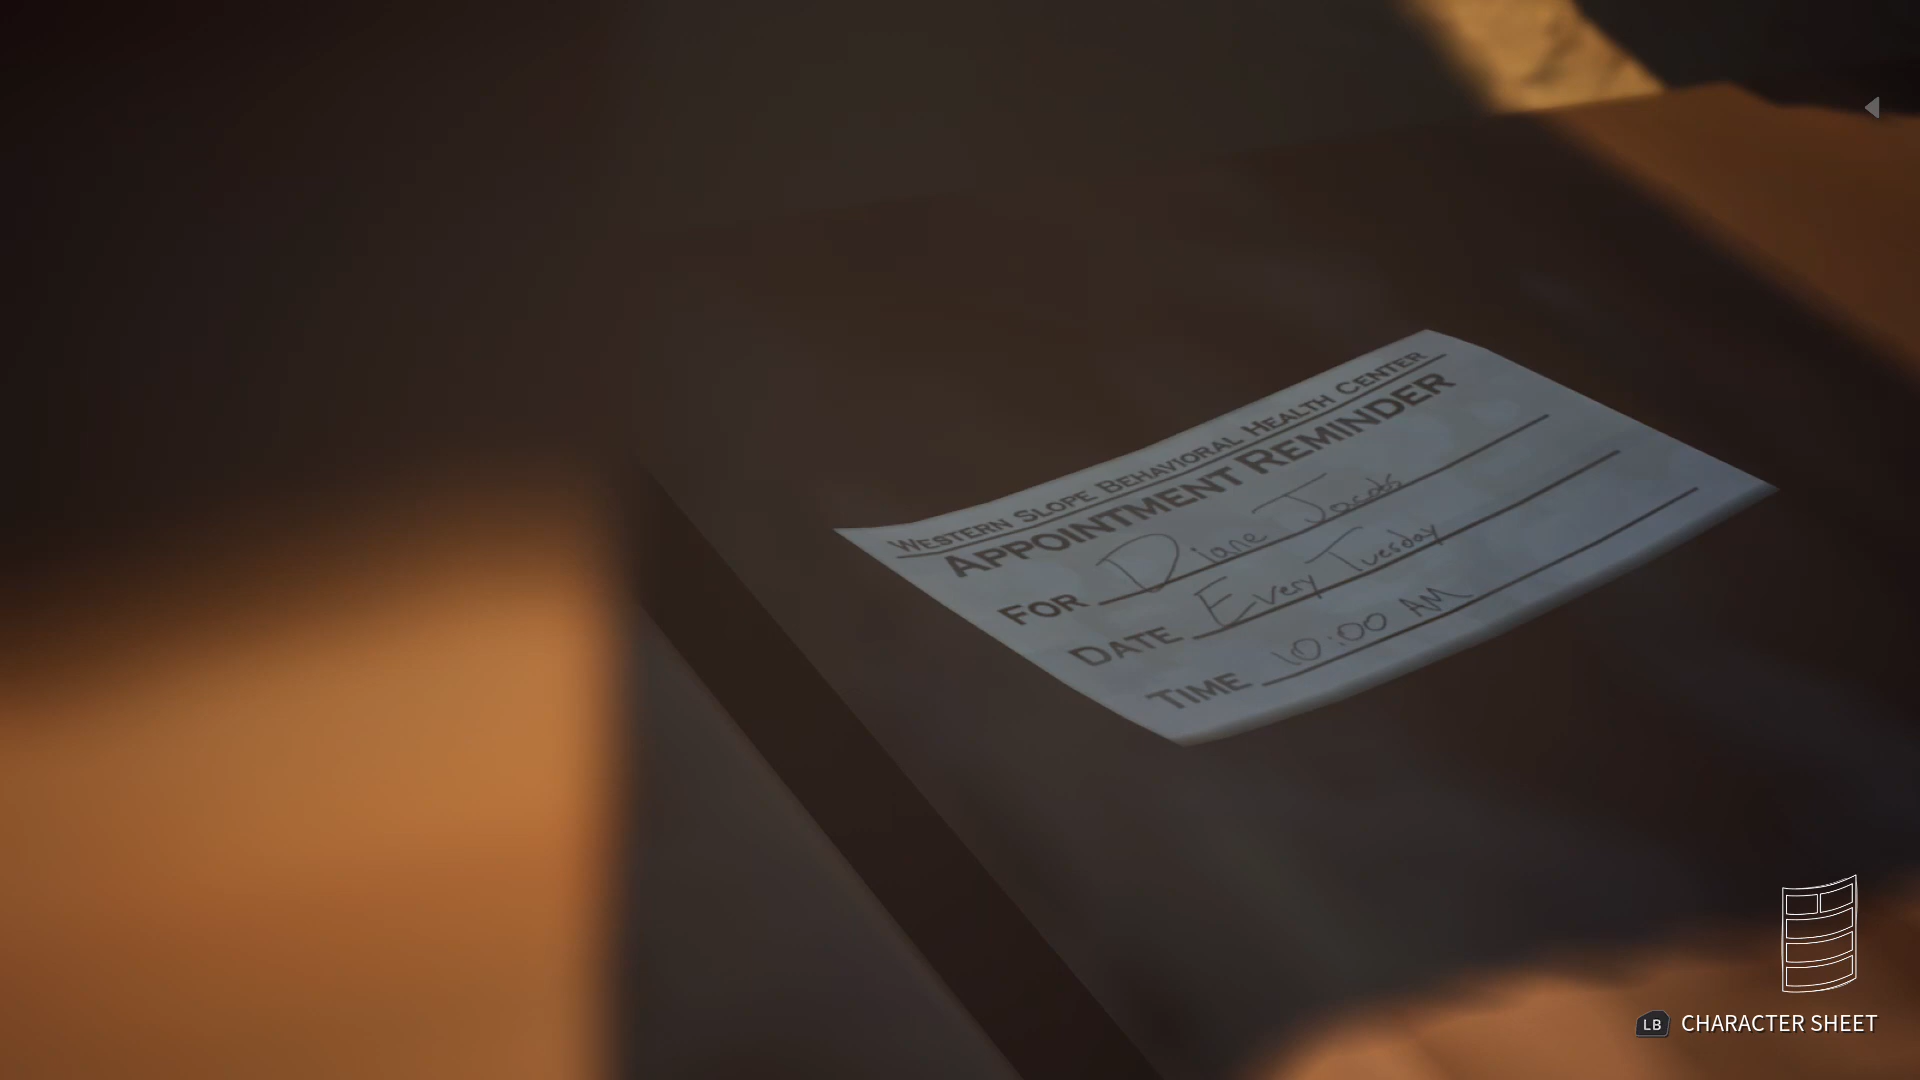 WESTERN SLOPE BEHAVIORAL HEALTH CENTER
APPOINTMENT REMINDER
FOR Diane Jacobs
DATE Every Tuesday
TIME 10:00 AM
LB CHARACTER SHEET